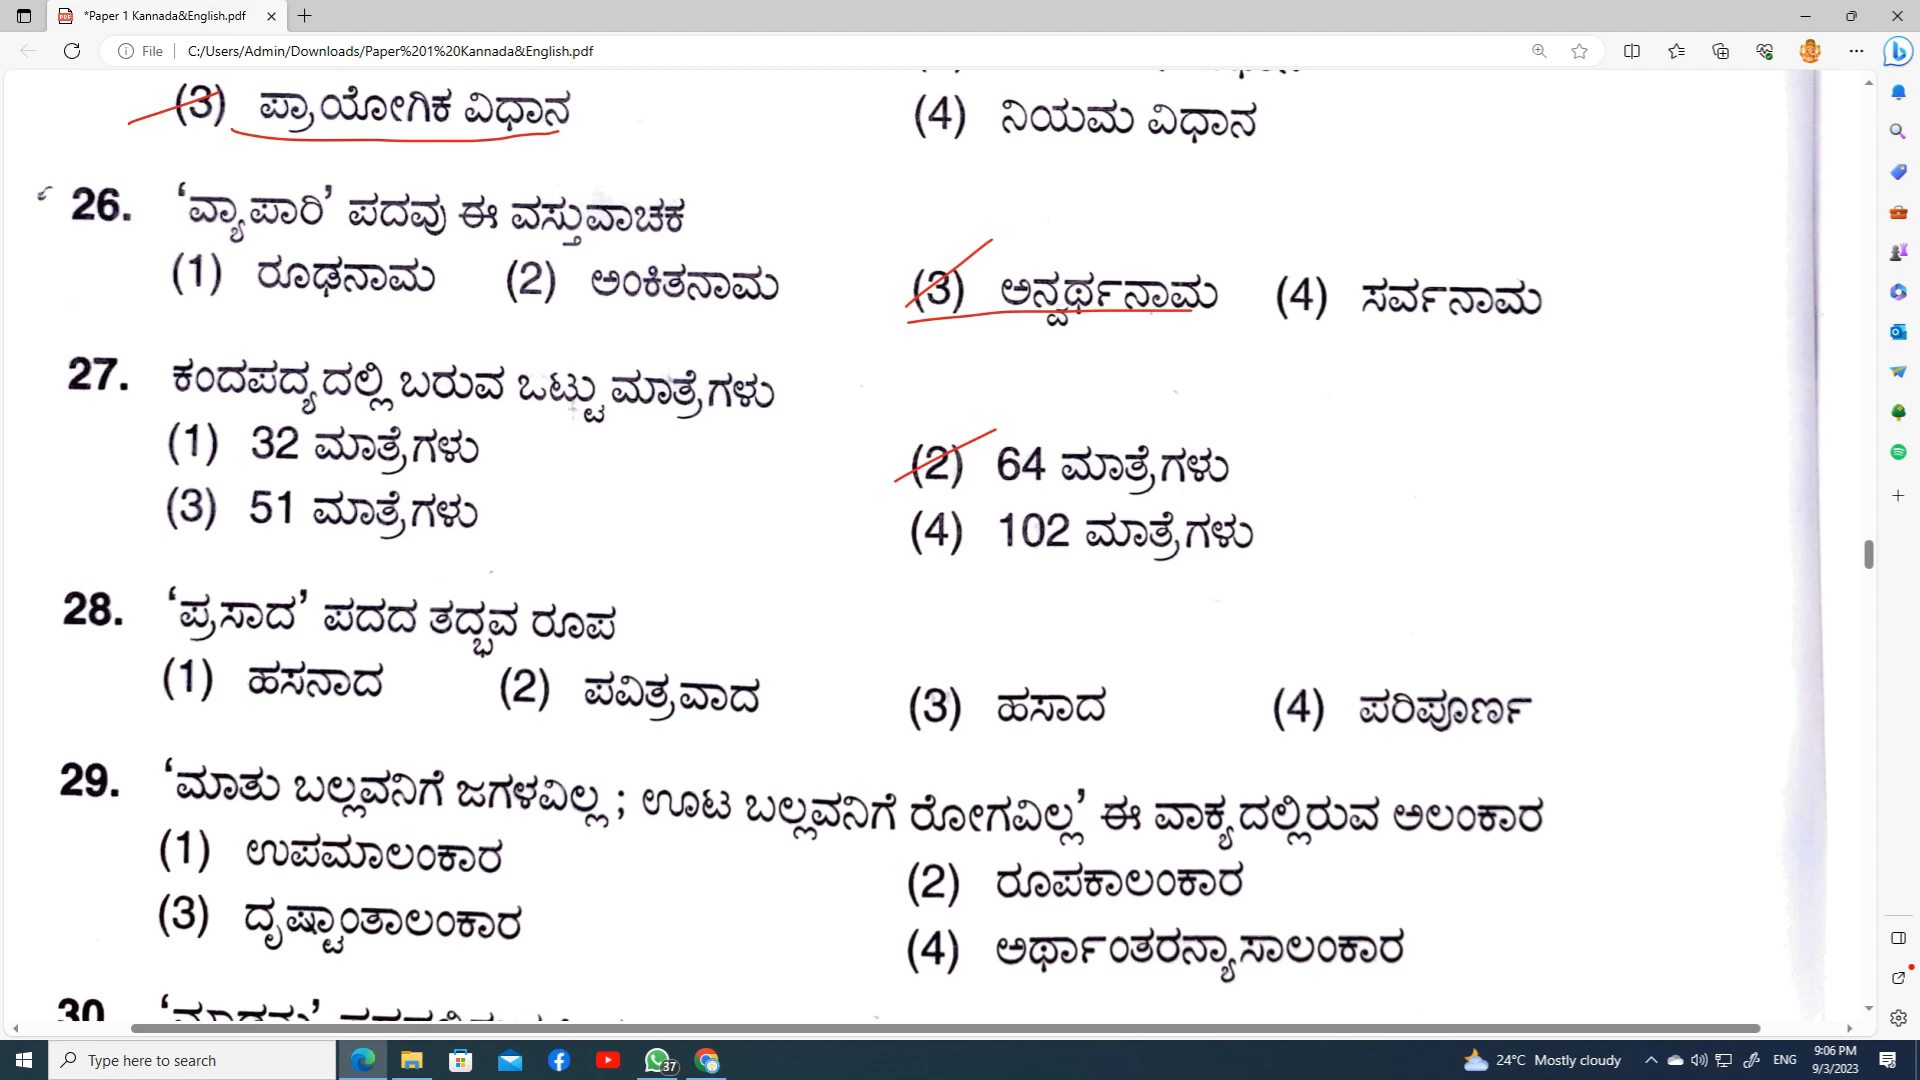 *Paper 1 Kannada&English.pdf
File
C:/Users/Admin/Downloads/Paper%201%20Kannada&English.pdf
(3) ಪ್ರಾಯೋಗಿಕ ವಿಧಾನ
(4) ನಿಯಮ ವಿಧಾನ
26. ‘ವ್ಯಾಪಾರಿ’ ಪದವು ಈ ವಸ್ತುವಾಚಕ
(1) ರೂಢನಾಮ (2) ಅಂಕಿತನಾಮ (3) ಅನ್ವರ್ಥನಾಮ (4) ಸರ್ವನಾಮ
27. ಕಂದಪದ್ಯದಲ್ಲಿ ಬರುವ ಒಟ್ಟು ಮಾತ್ರೆಗಳು
(1) 32 ಮಾತ್ರೆಗಳು (2) 64 ಮಾತ್ರೆಗಳು
(3) 51 ಮಾತ್ರೆಗಳು (4) 102 ಮಾತ್ರೆಗಳು
28. ‘ಪ್ರಸಾದ’ ಪದದ ತದ್ಭವ ರೂಪ
(1) ಹಸನಾದ (2) ಪವಿತ್ರವಾದ (3) ಹಸಾದ (4) ಪರಿಪೂರ್ಣ
29. ‘ಮಾತು ಬಲ್ಲವನಿಗೆ ಜಗಳವಿಲ್ಲ ; ಊಟ ಬಲ್ಲವನಿಗೆ ರೋಗವಿಲ್ಲ’ ಈ ವಾಕ್ಯದಲ್ಲಿರುವ ಅಲಂಕಾರ
(1) ಉಪಮಾಲಂಕಾರ (2) ರೂಪಕಾಲಂಕಾರ
(3) ದೃಷ್ಟಾಂತಾಲಂಕಾರ (4) ಅರ್ಥಾಂತರನ್ಯಾಸಾಲಂಕಾರ
30.
Type here to search
37
24°C Mostly cloudy
ENG
9:06 PM
9/3/2023